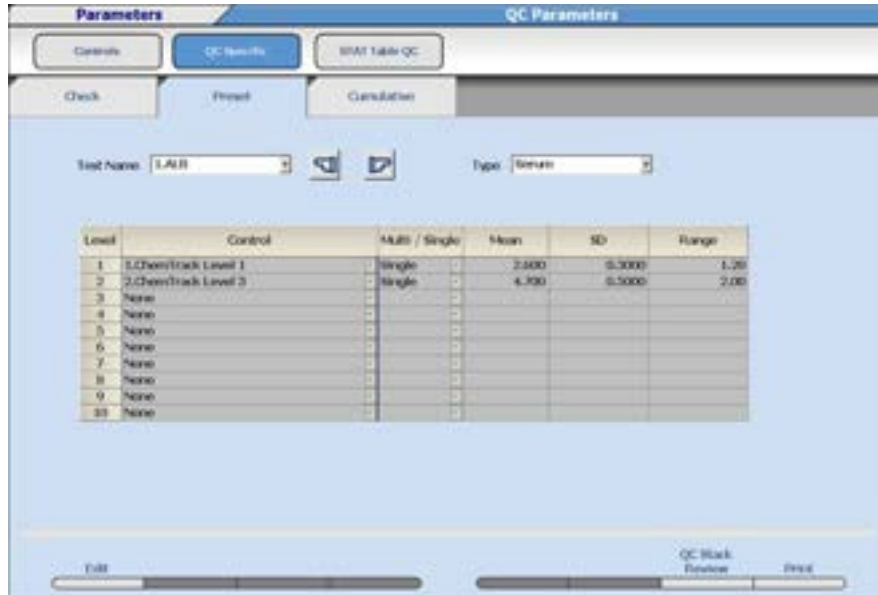 Parameters QC Parameters
Controls QC Specific STAT Table QC
Check Preset Cumulative
Test Name 1.ALB Type Serum
Level Control Multi / Single Mean SD Range
1 1.ChemTrack Level 1 Single 2.600 0.3000 1.20
2 2.ChemTrack Level 3 Single 4.700 0.5000 2.00
3 None
4 None
5 None
6 None
7 None
8 None
9 None
10 None
QC Review
Edit Print